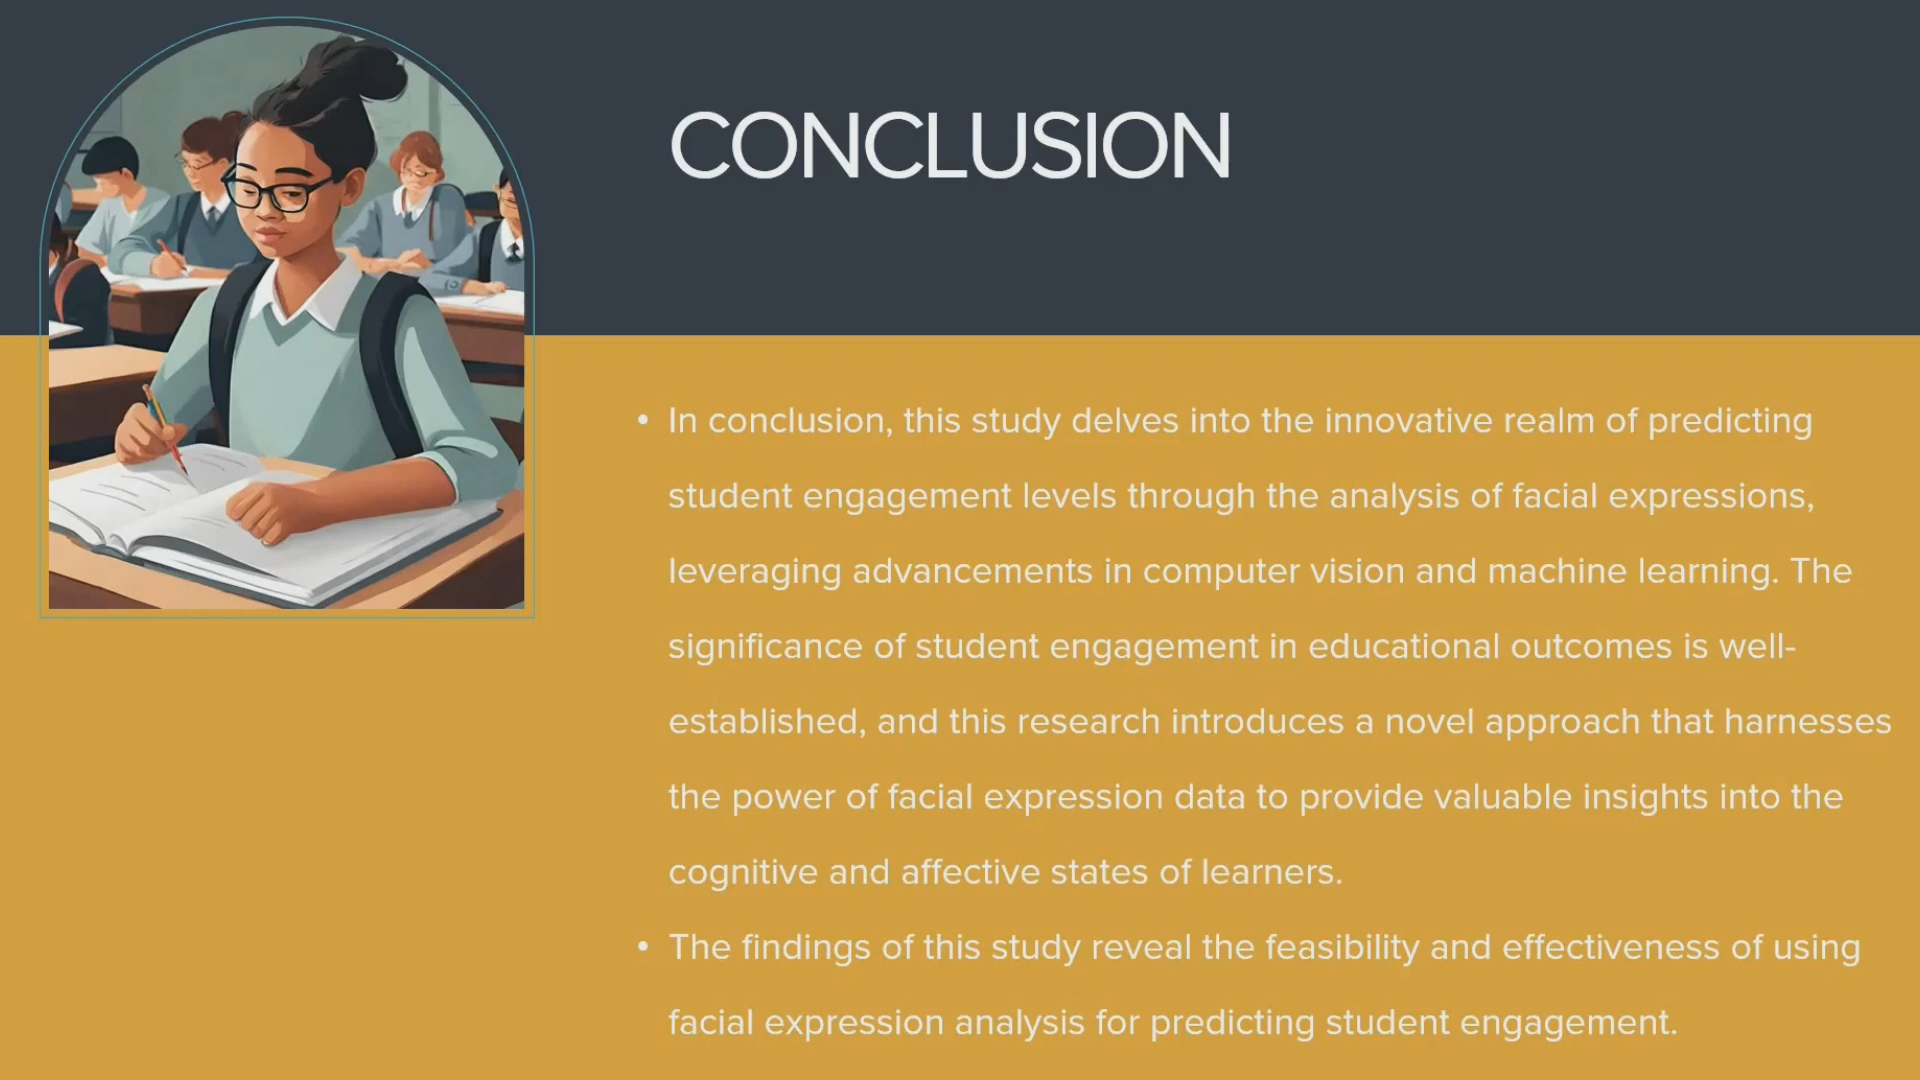 CONCLUSION
• In conclusion, this study delves into the innovative realm of predicting
student engagement levels through the analysis of facial expressions,
leveraging advancements in computer vision and machine learning. The
significance of student engagement in educational outcomes is well-
established, and this research introduces a novel approach that harnesses
the power of facial expression data to provide valuable insights into the
cognitive and affective states of learners.
• The findings of this study reveal the feasibility and effectiveness of using
facial expression analysis for predicting student engagement.